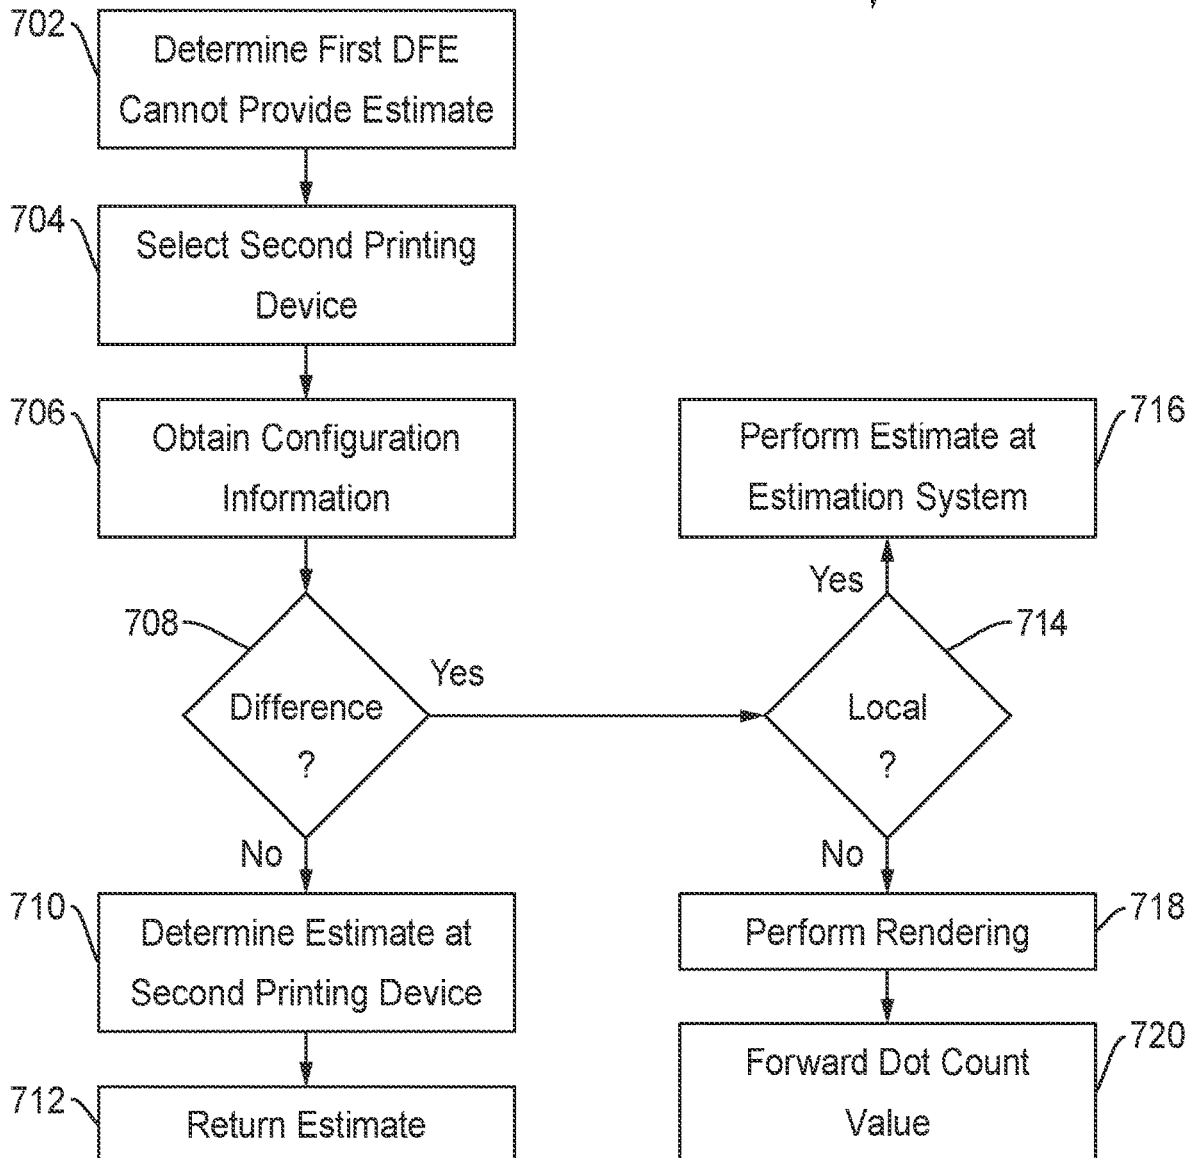 702
Determine First DFE
Cannot Provide Estimate
704
Select Second Printing
Device
706
Obtain Configuration
Information
708
Difference
?
Yes
No
710
Determine Estimate at
Second Printing Device
712
Return Estimate
716
Perform Estimate at
Estimation System
Yes
714
Local
?
No
718
Perform Rendering
720
Forward Dot Count
Value